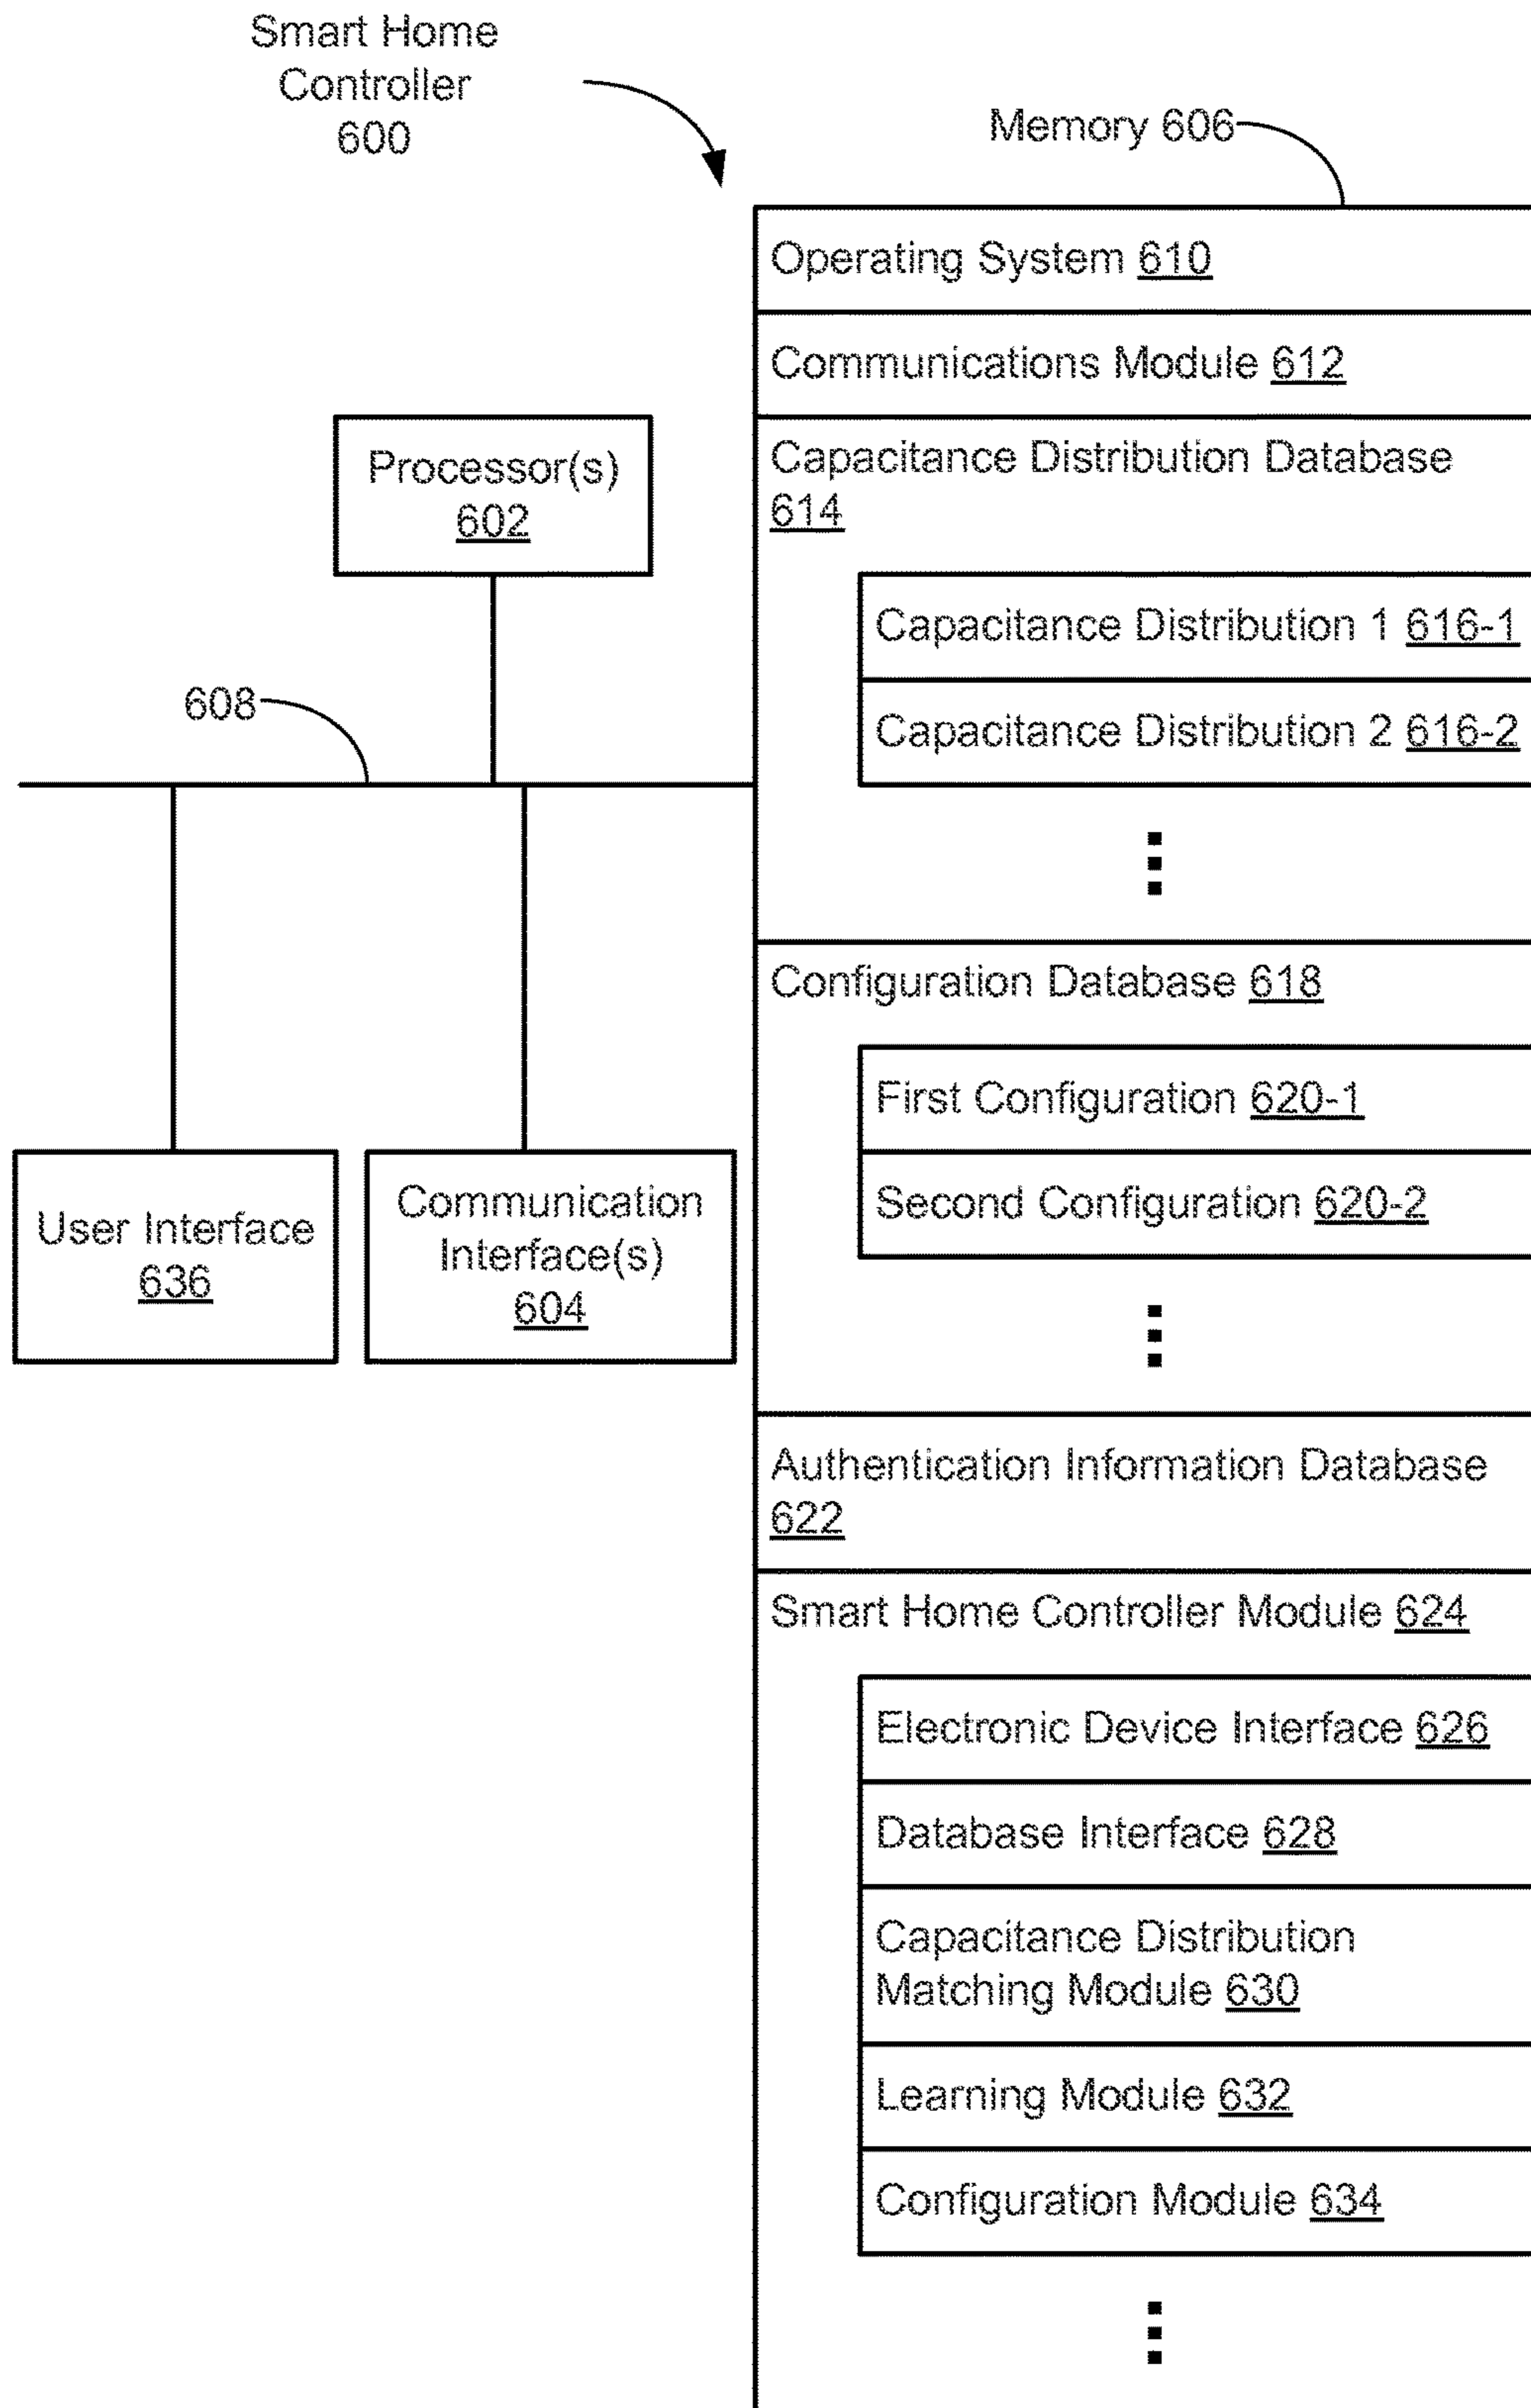 Smart Home
Controller
600
Memory 606
Operating System 610
Communications Module 612
Capacitance Distribution Database
614
Capacitance Distribution 1 616-1
Capacitance Distribution 2 616-2
Processor(s)
602
608
Configuration Database 618
First Configuration 620-1
Second Configuration 620-2
User Interface
636
Communication
Interface(s)
604
Authentication Information Database
622
Smart Home Controller Module 624
Electronic Device Interface 626
Database Interface 628
Capacitance Distribution
Matching Module 630
Learning Module 632
Configuration Module 634